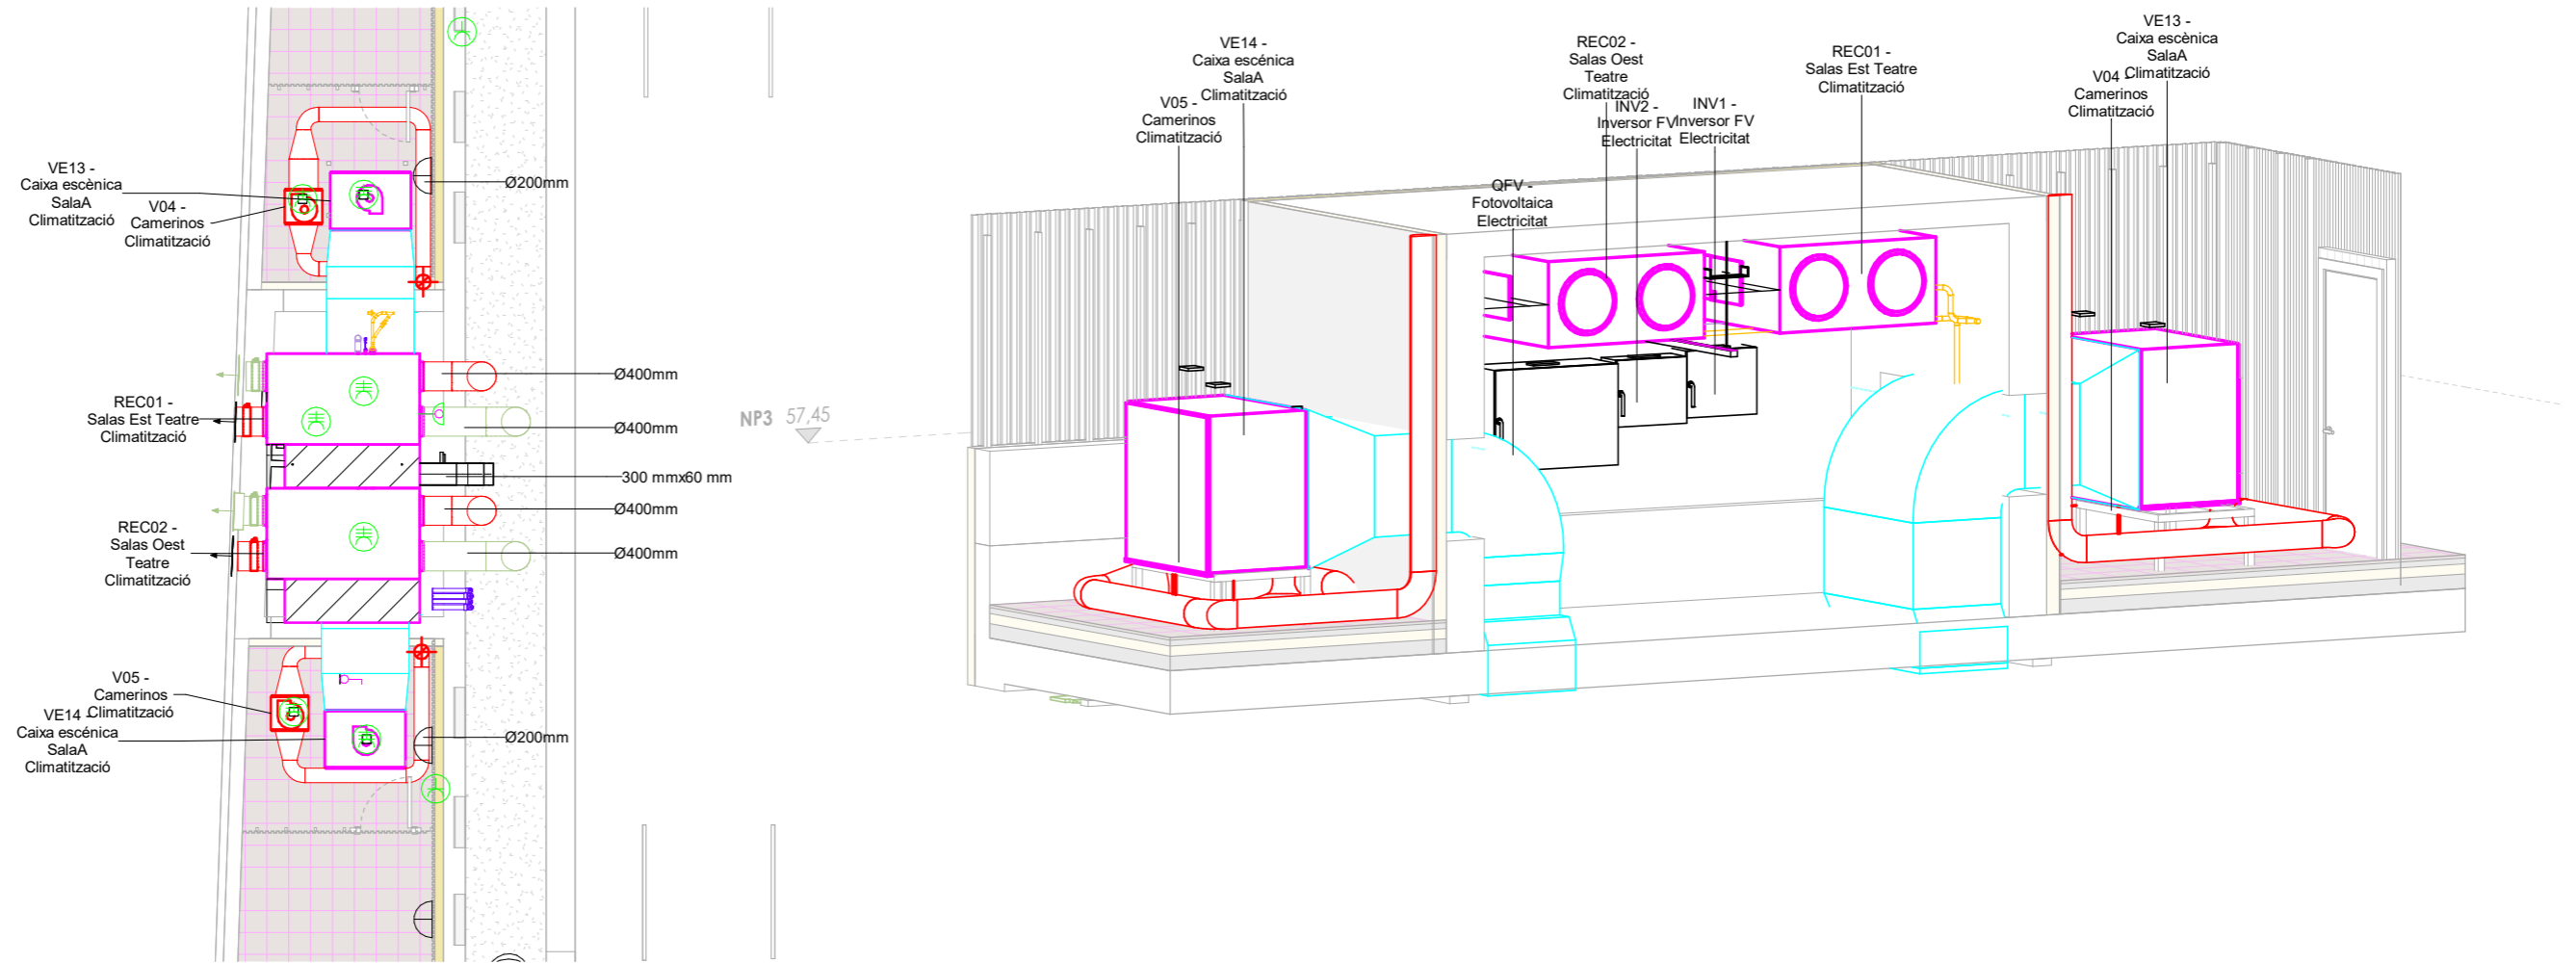 VE13 -
Caixa escènica
SalaA
Climatització
V04 -
Camerinos
Climatització
REC01 -
Salas Est Teatre
Climatització
REC02 -
Salas Oest
Teatre
Climatització
V05 -
Camerinos
Climatització
VE14 -
Caixa escénica
SalaA
Climatització
Ø200mm
Ø400mm
Ø400mm
300 mmx60 mm
Ø400mm
Ø400mm
Ø200mm
NP3 57,45
V05 -
Camerinos
Climatització
VE14 -
Caixa escénica
SalaA
Climatització
QFV -
Fotovoltaica
Electricitat
REC02 -
Salas Oest
Teatre
Climatització
INV2 -
Inversor FV
Electricitat
INV1 -
Inversor FV
Electricitat
REC01 -
Salas Est Teatre
Climatització
V04 -
Camerinos
Climatització
VE13 -
Caixa escènica
SalaA
Climatització